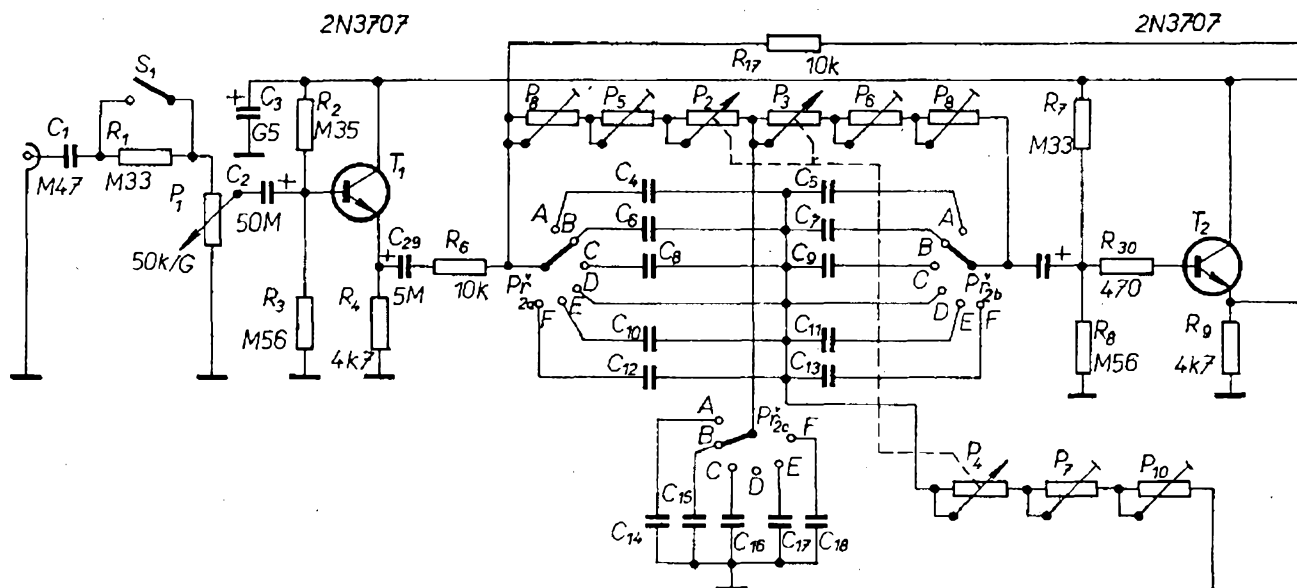 2N3707
2N3707
R17
10k
S1
C3
G5
R2
M35
P8
P5
P2
P3
P6
P8
R7
M33
C1
M47
R1
M33
P1
50k/G
C2
50M
T1
C4
C5
A
A
B
C6
C7
B
C
C8
C9
C
D
D
E
E
F
F
Př2a
Př2b
C10
C11
C12
C13
C29
5M
R6
10k
R3
M56
R4
4k7
R30
470
T2
R8
M56
R9
4k7
A
B
C
D
E
F
Př2c
C14
C15
C16
C17
C18
P4
P7
P10